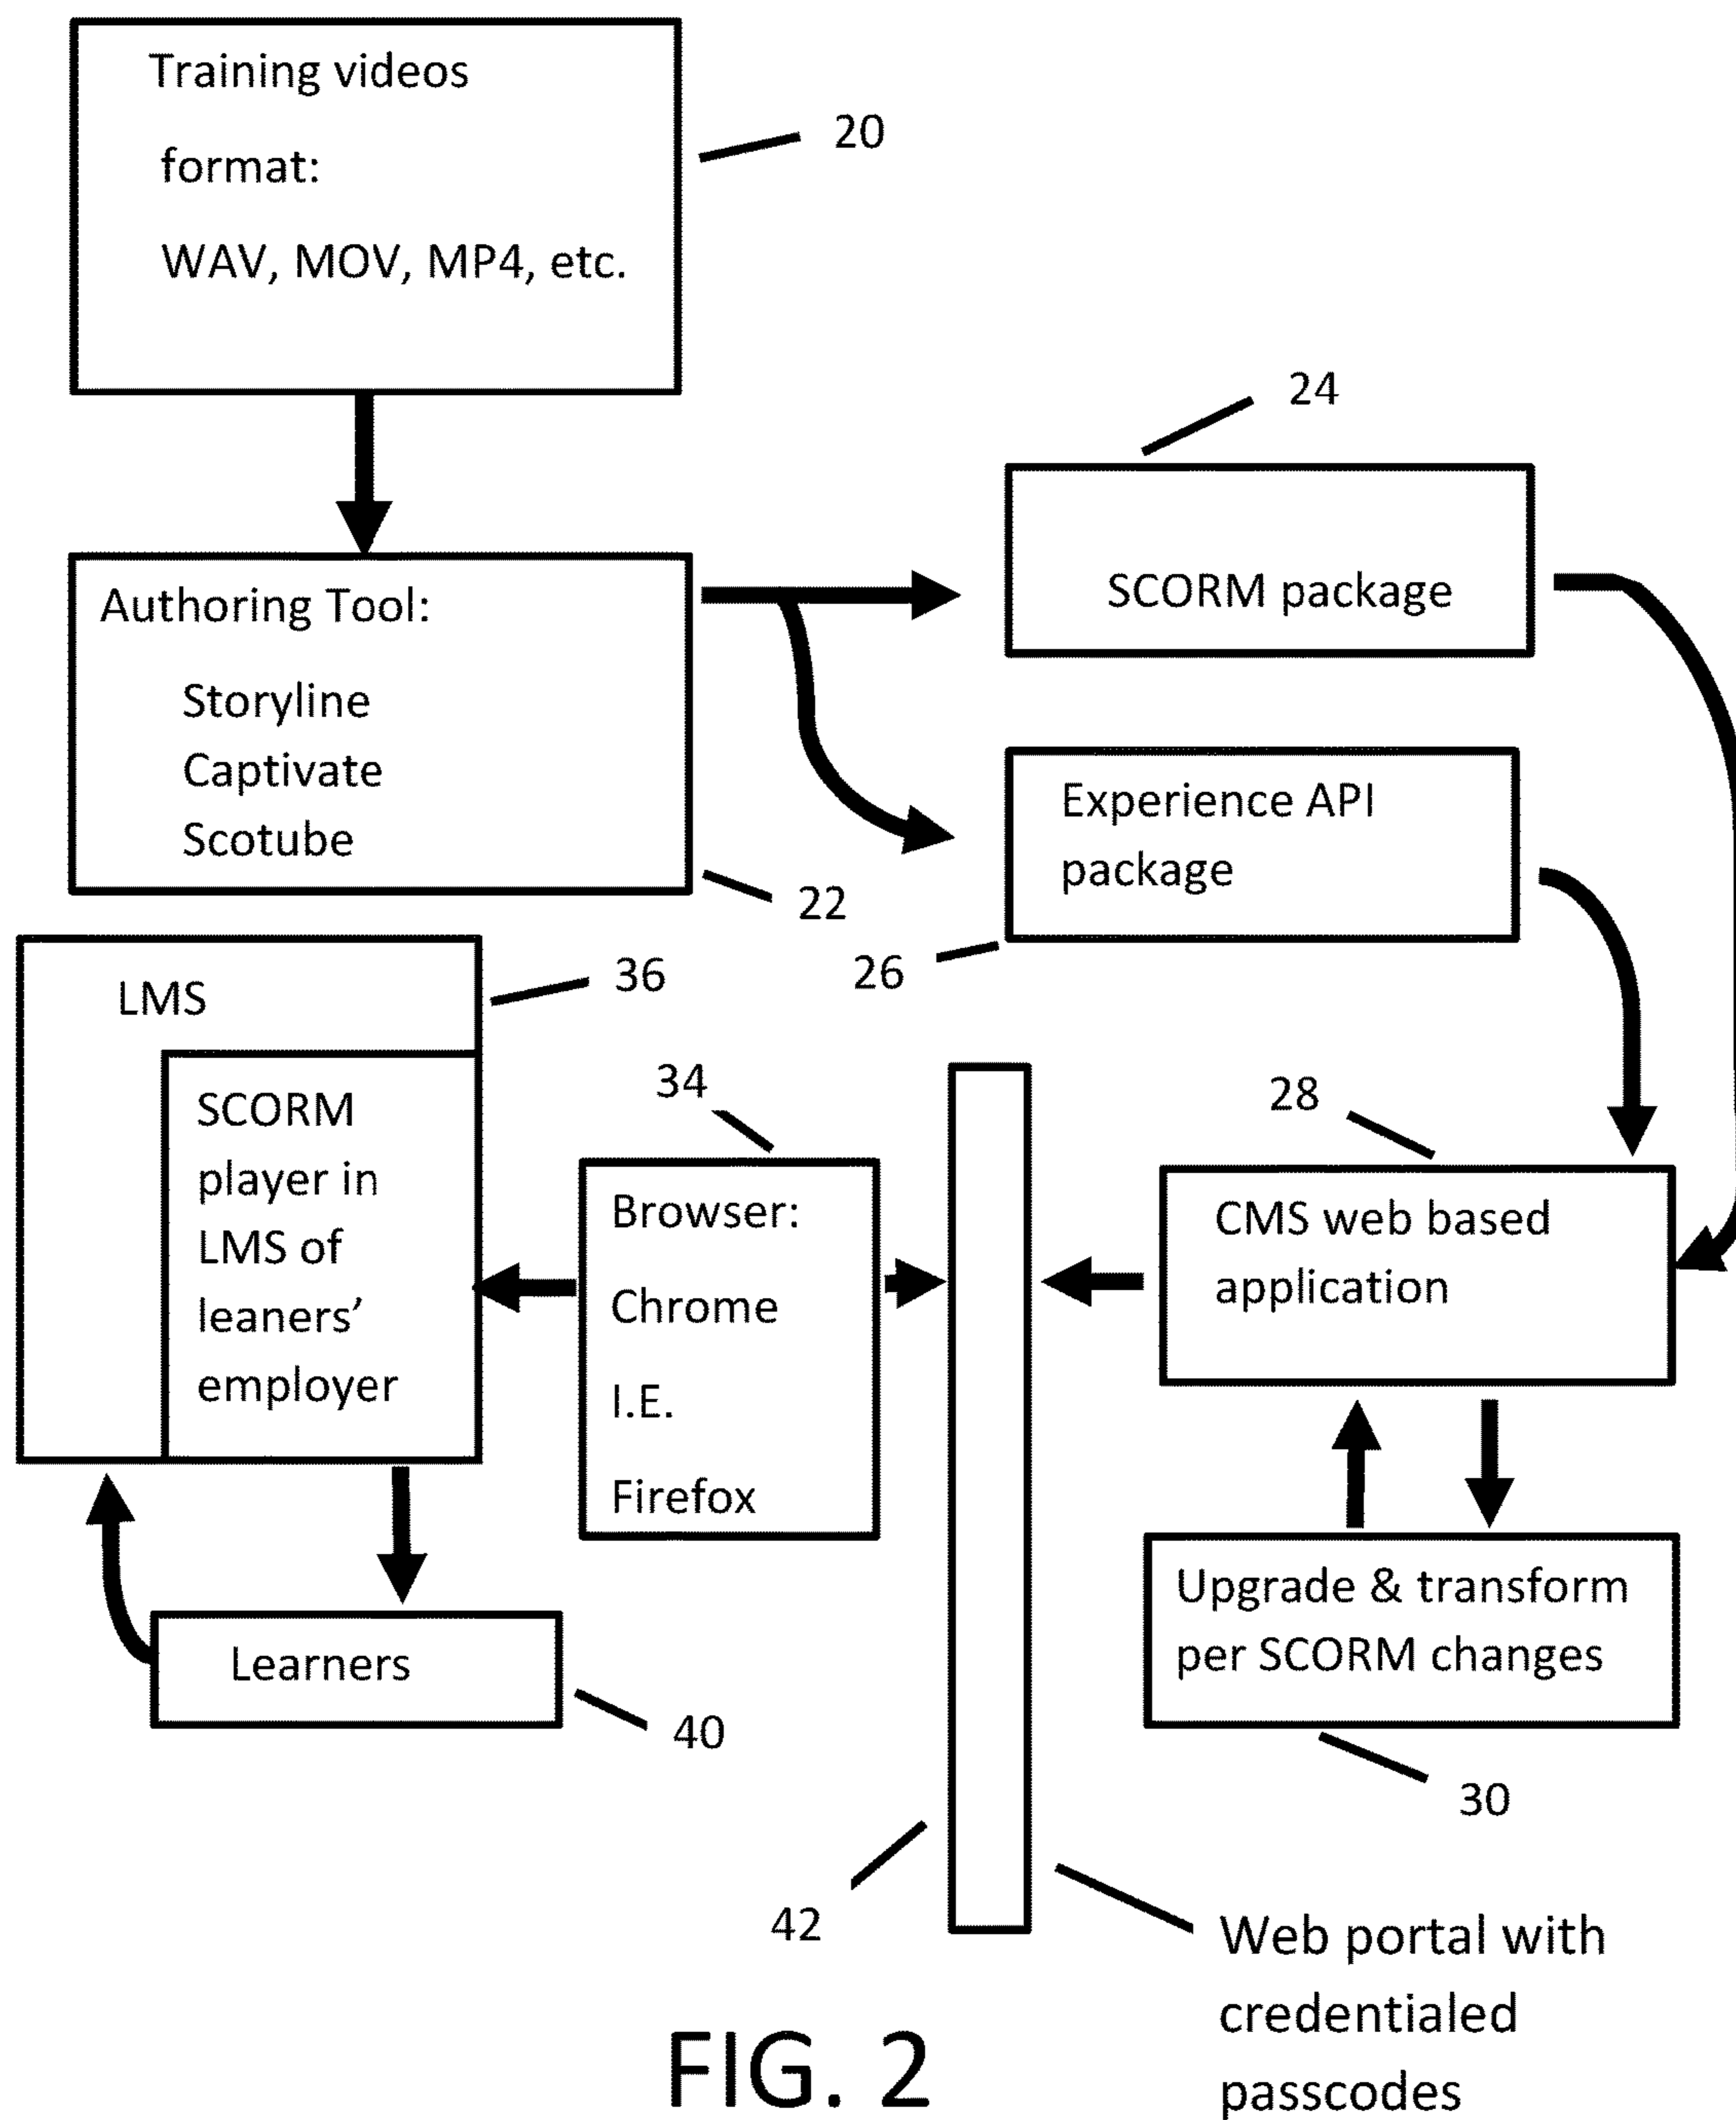 Training videos
format:
WAV, MOV, MP4, etc.
20
24
SCORM package
Authoring Tool:
Storyline
Captivate
Scotube
22
Experience API
package
26
LMS
36
SCORM
player in
LMS of
leaners’
employer
34
Browser:
Chrome
I.E.
Firefox
28
CMS web based
application
Upgrade & transform
per SCORM changes
30
Learners
40
42
Web portal with
credentialed
passcodes
FIG. 2